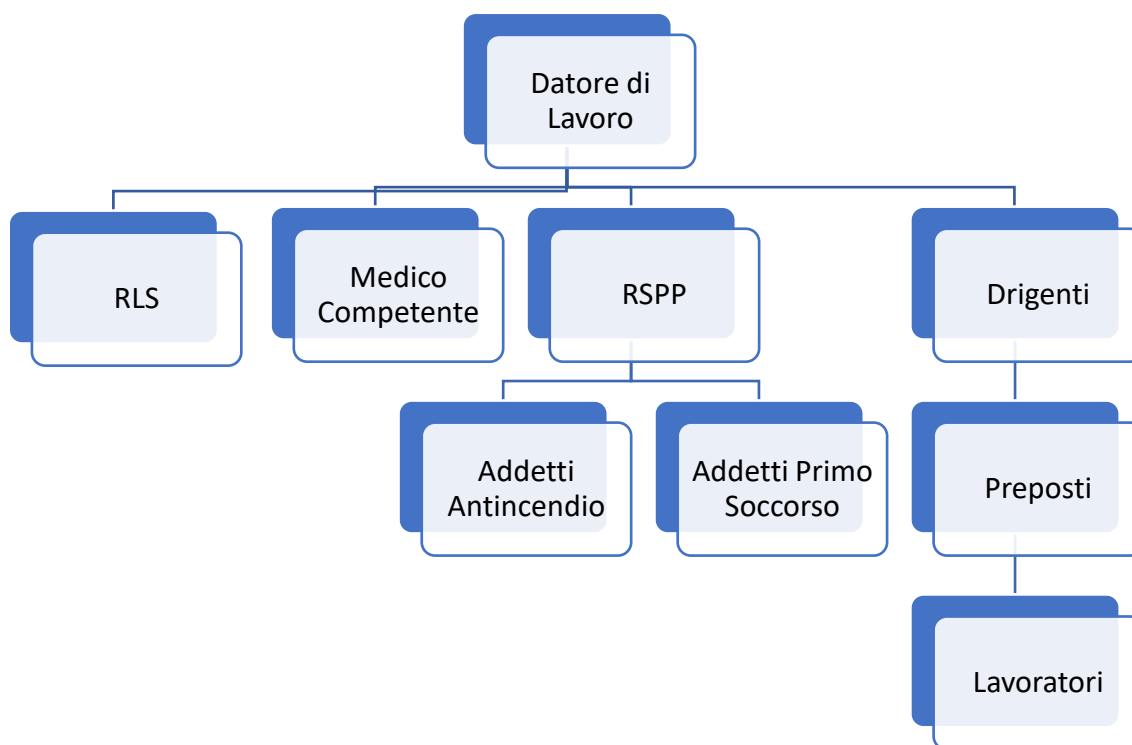 Datore di
Lavoro
RLS
Medico
Competente
RSPP
Drigenti
Addetti
Antincendio
Addetti Primo
Soccorso
Preposti
Lavoratori